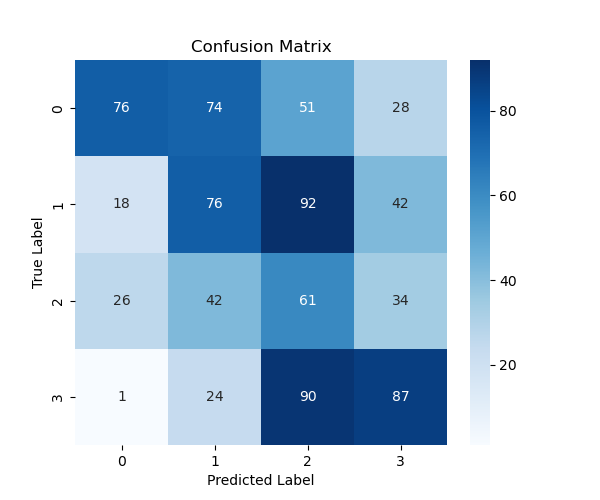 Confusion Matrix
True Label
0 76 74 51 28
1 18 76 92 42
2 26 42 61 34
3 1 24 90 87
0 1 2 3
Predicted Label
80
60
40
20